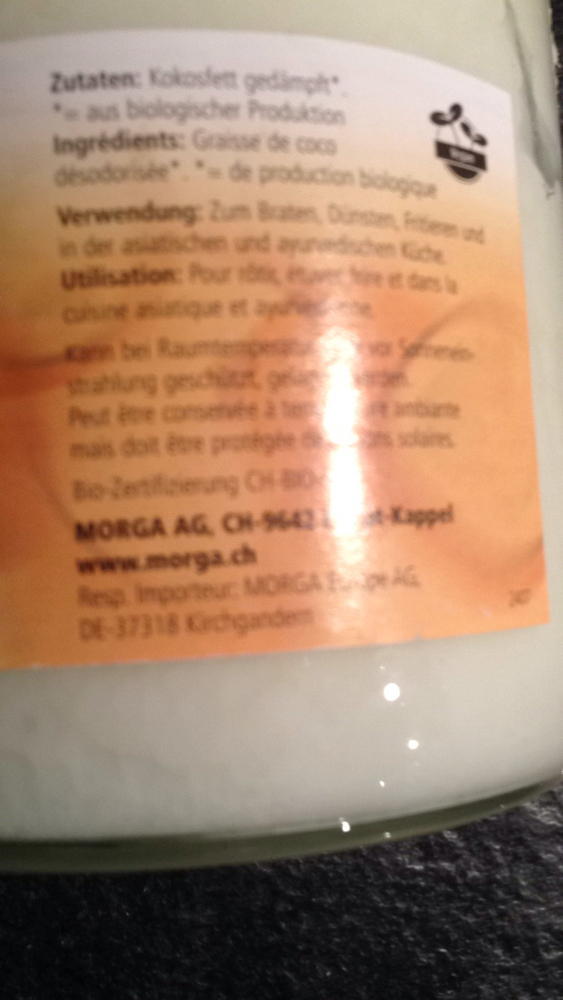 Zutaten: Kokosfett gedämpft*.
*= aus biologischer Produktion
Ingrédients: Graisse de coco
désodorisée*. *= de production biologique
Verwendung: Zum Braten, Dünsten, Fritieren und
in der asiatischen und ayurvedischen Küche.
Utilisation: Pour rôtir, étuver, frire et dans la
cuisine asiatique et
Kann bei vor Sonnen-
strahlung geschützt,
Peut être conservée à ambiante
mais doit être protégée solaires.
Bio-Zertifizierung CH-BIO-
MORGA AG, CH-9642
www.morga.ch
Resp. Importeur: MORGA AG,
DE-37318 Kirchgandern